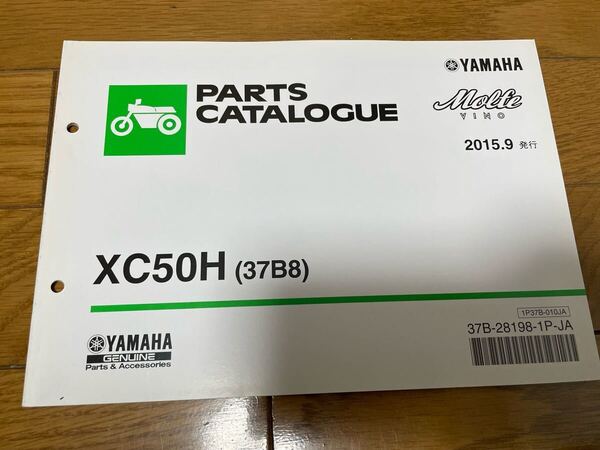 YAMAHA
PARTS
CATALOGUE
Molfe
VINO
2015.9 発行
XC50H (37B8)
1P37B-010JA
37B-28198-1P-JA
YAMAHA
GENUINE
Parts & Accessories